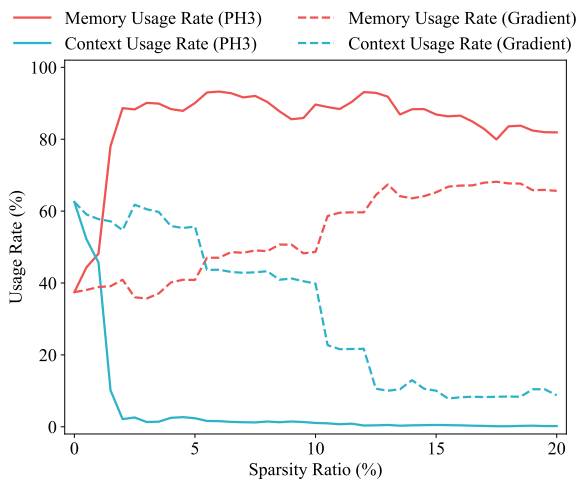 Memory Usage Rate (PH3)
Memory Usage Rate (Gradient)
Context Usage Rate (PH3)
Context Usage Rate (Gradient)
100
80
60
40
20
0
Usage Rate (%)
0
5
10
15
20
Sparsity Ratio (%)